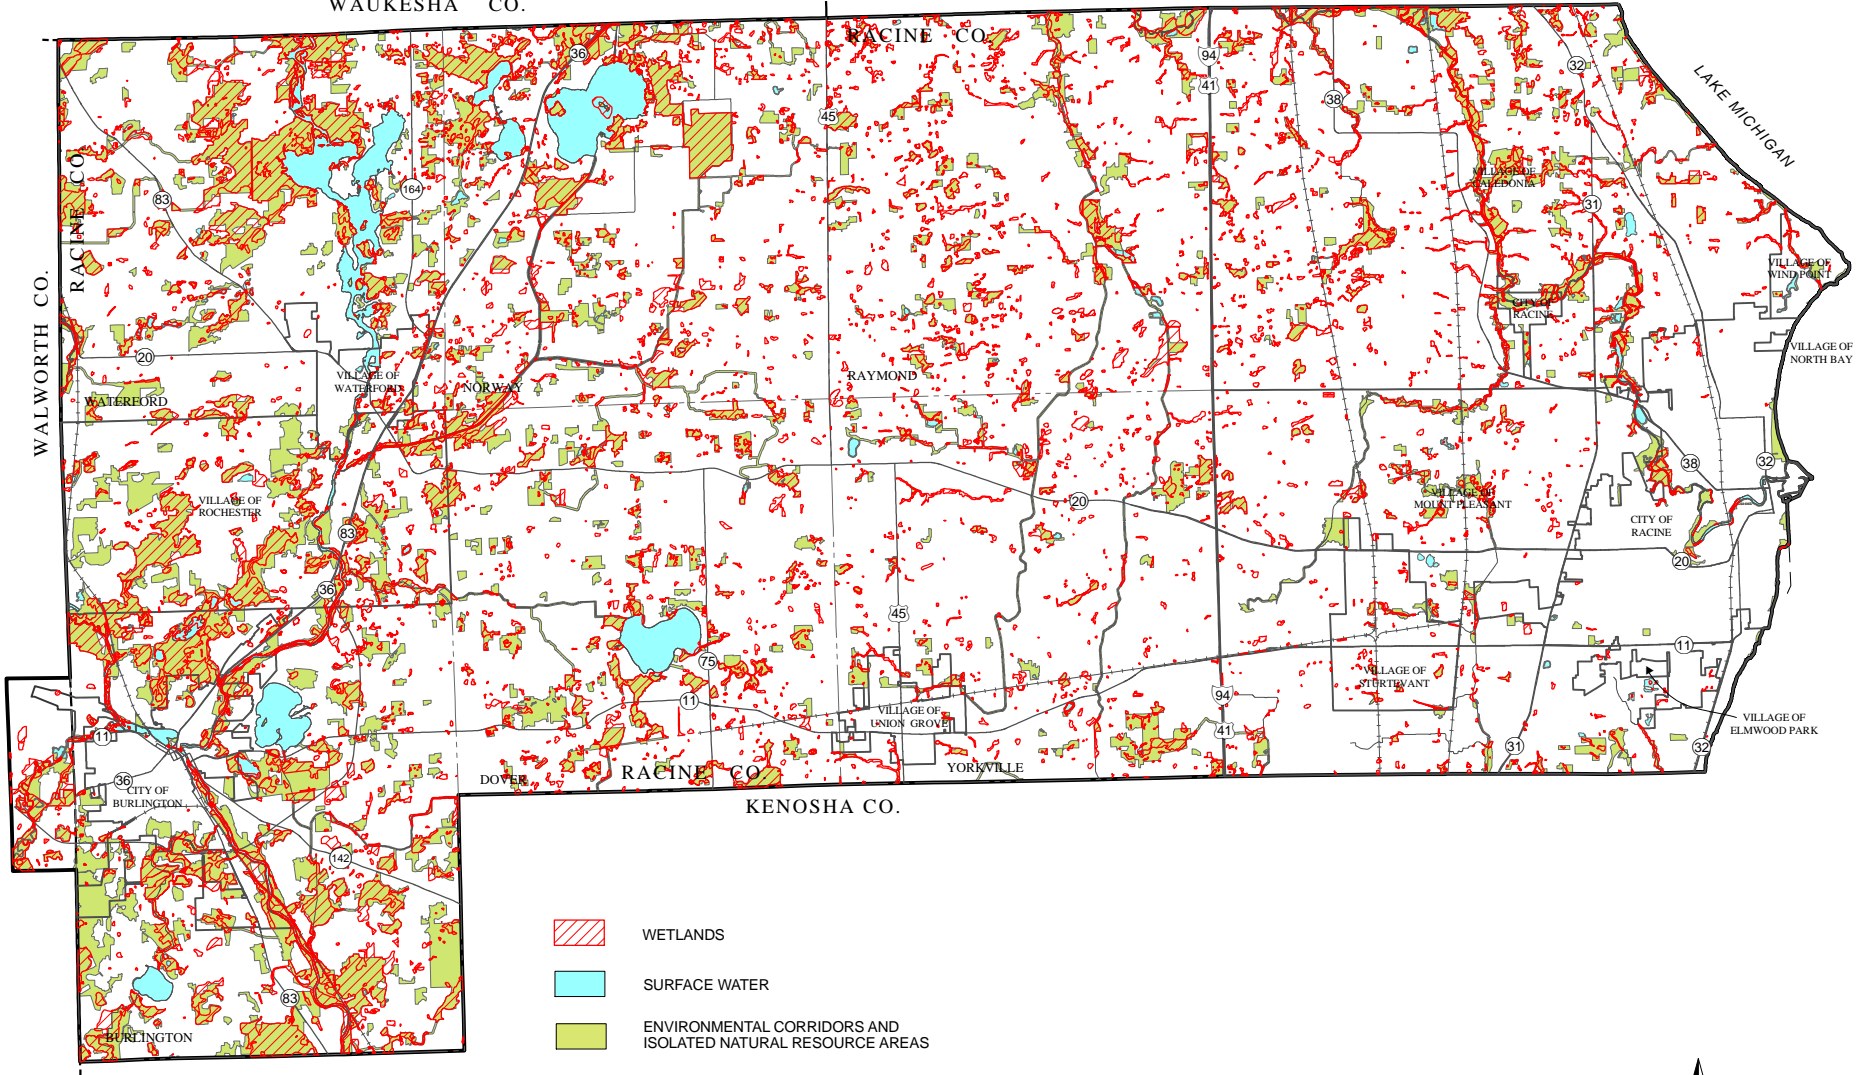 WAUKESHA CO.
RACINE CO.
36
94
41
32
38
45
LAKE MICHIGAN
RACINE CO.
83
164
VILLAGE OF
CALEDONIA
31
WALWORTH CO.
VILLAGE OF
WIND POINT
CITY OF
RACINE
VILLAGE OF
NORTH BAY
20
VILLAGE OF
WATERFORD
NORWAY
RAYMOND
WATERFORD
38
32
VILLAGE OF
ROCHESTER
20
VILLAGE OF
MOUNT PLEASANT
CITY OF
RACINE
83
20
36
45
11
75
VILLAGE OF
STURTEVANT
94
11
VILLAGE OF
UNION GROVE
41
VILLAGE OF
ELMWOOD PARK
11
31
32
36
CITY OF
BURLINGTON
DOVER
RACINE CO.
YORKVILLE
KENOSHA CO.
142
83
BURLINGTON
WETLANDS
SURFACE WATER
ENVIRONMENTAL CORRIDORS AND
ISOLATED NATURAL RESOURCE AREAS